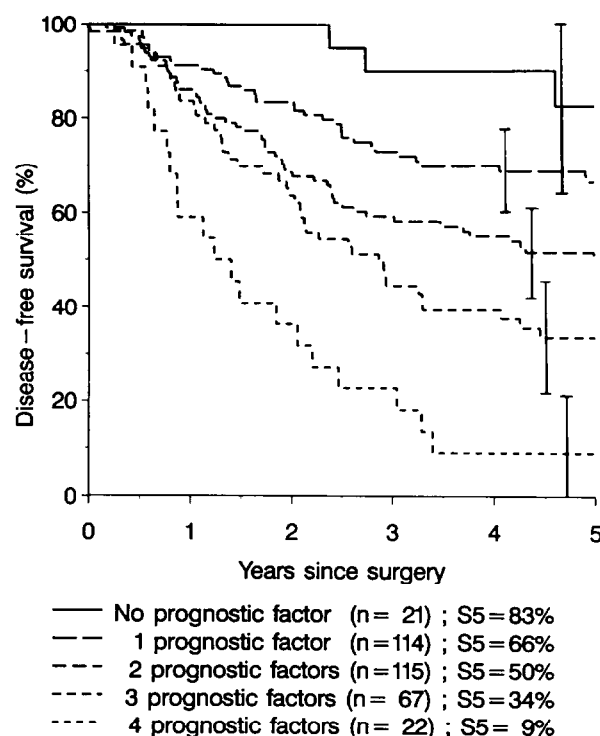 Disease-free survival (%)
100
80
60
40
20
0
0 1 2 3 4 5
Years since surgery
No prognostic factor (n= 21) ; S5=83%
1 prognostic factor (n=114) ; S5=66%
2 prognostic factors (n=115) ; S5=50%
3 prognostic factors (n= 67) ; S5=34%
4 prognostic factors (n= 22) ; S5= 9%